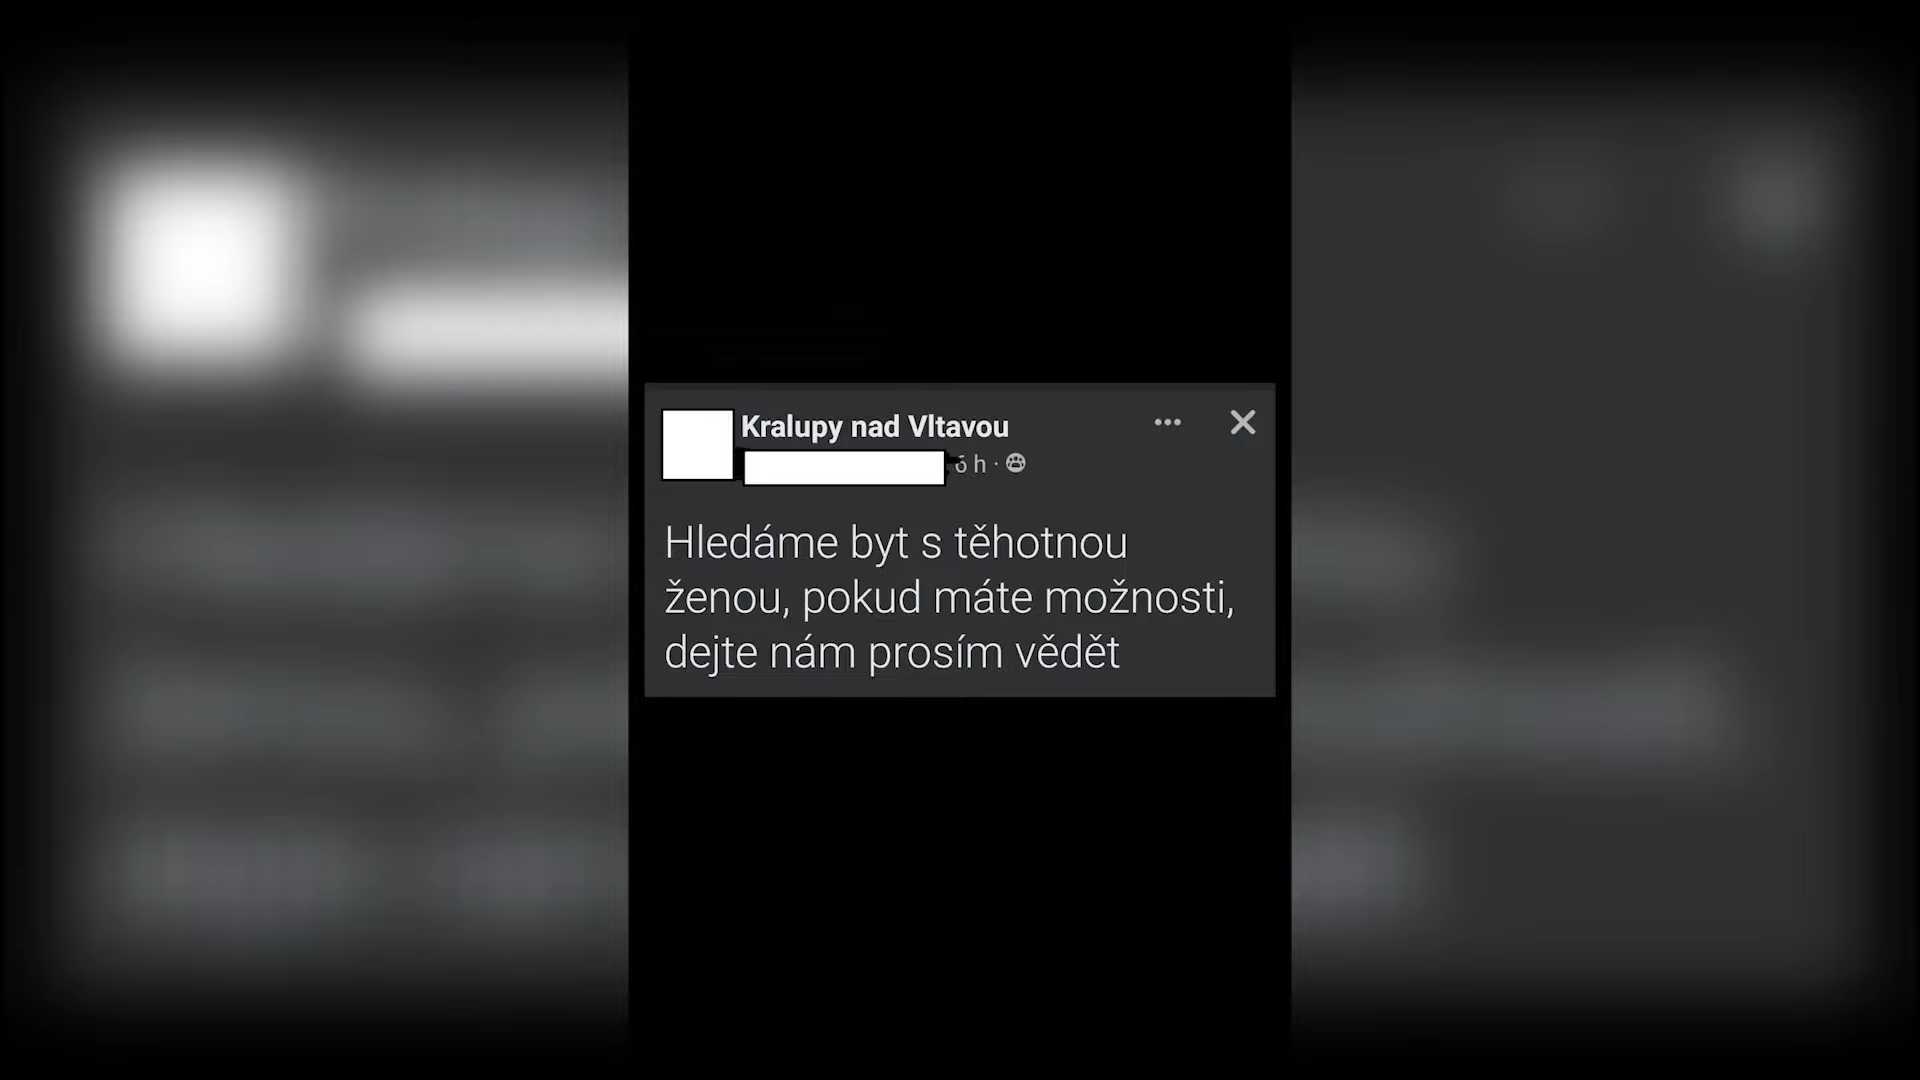 Kralupy nad Vltavou
6 h ·
Hledáme byt s těhotnou
ženou, pokud máte možnosti,
dejte nám prosím vědět